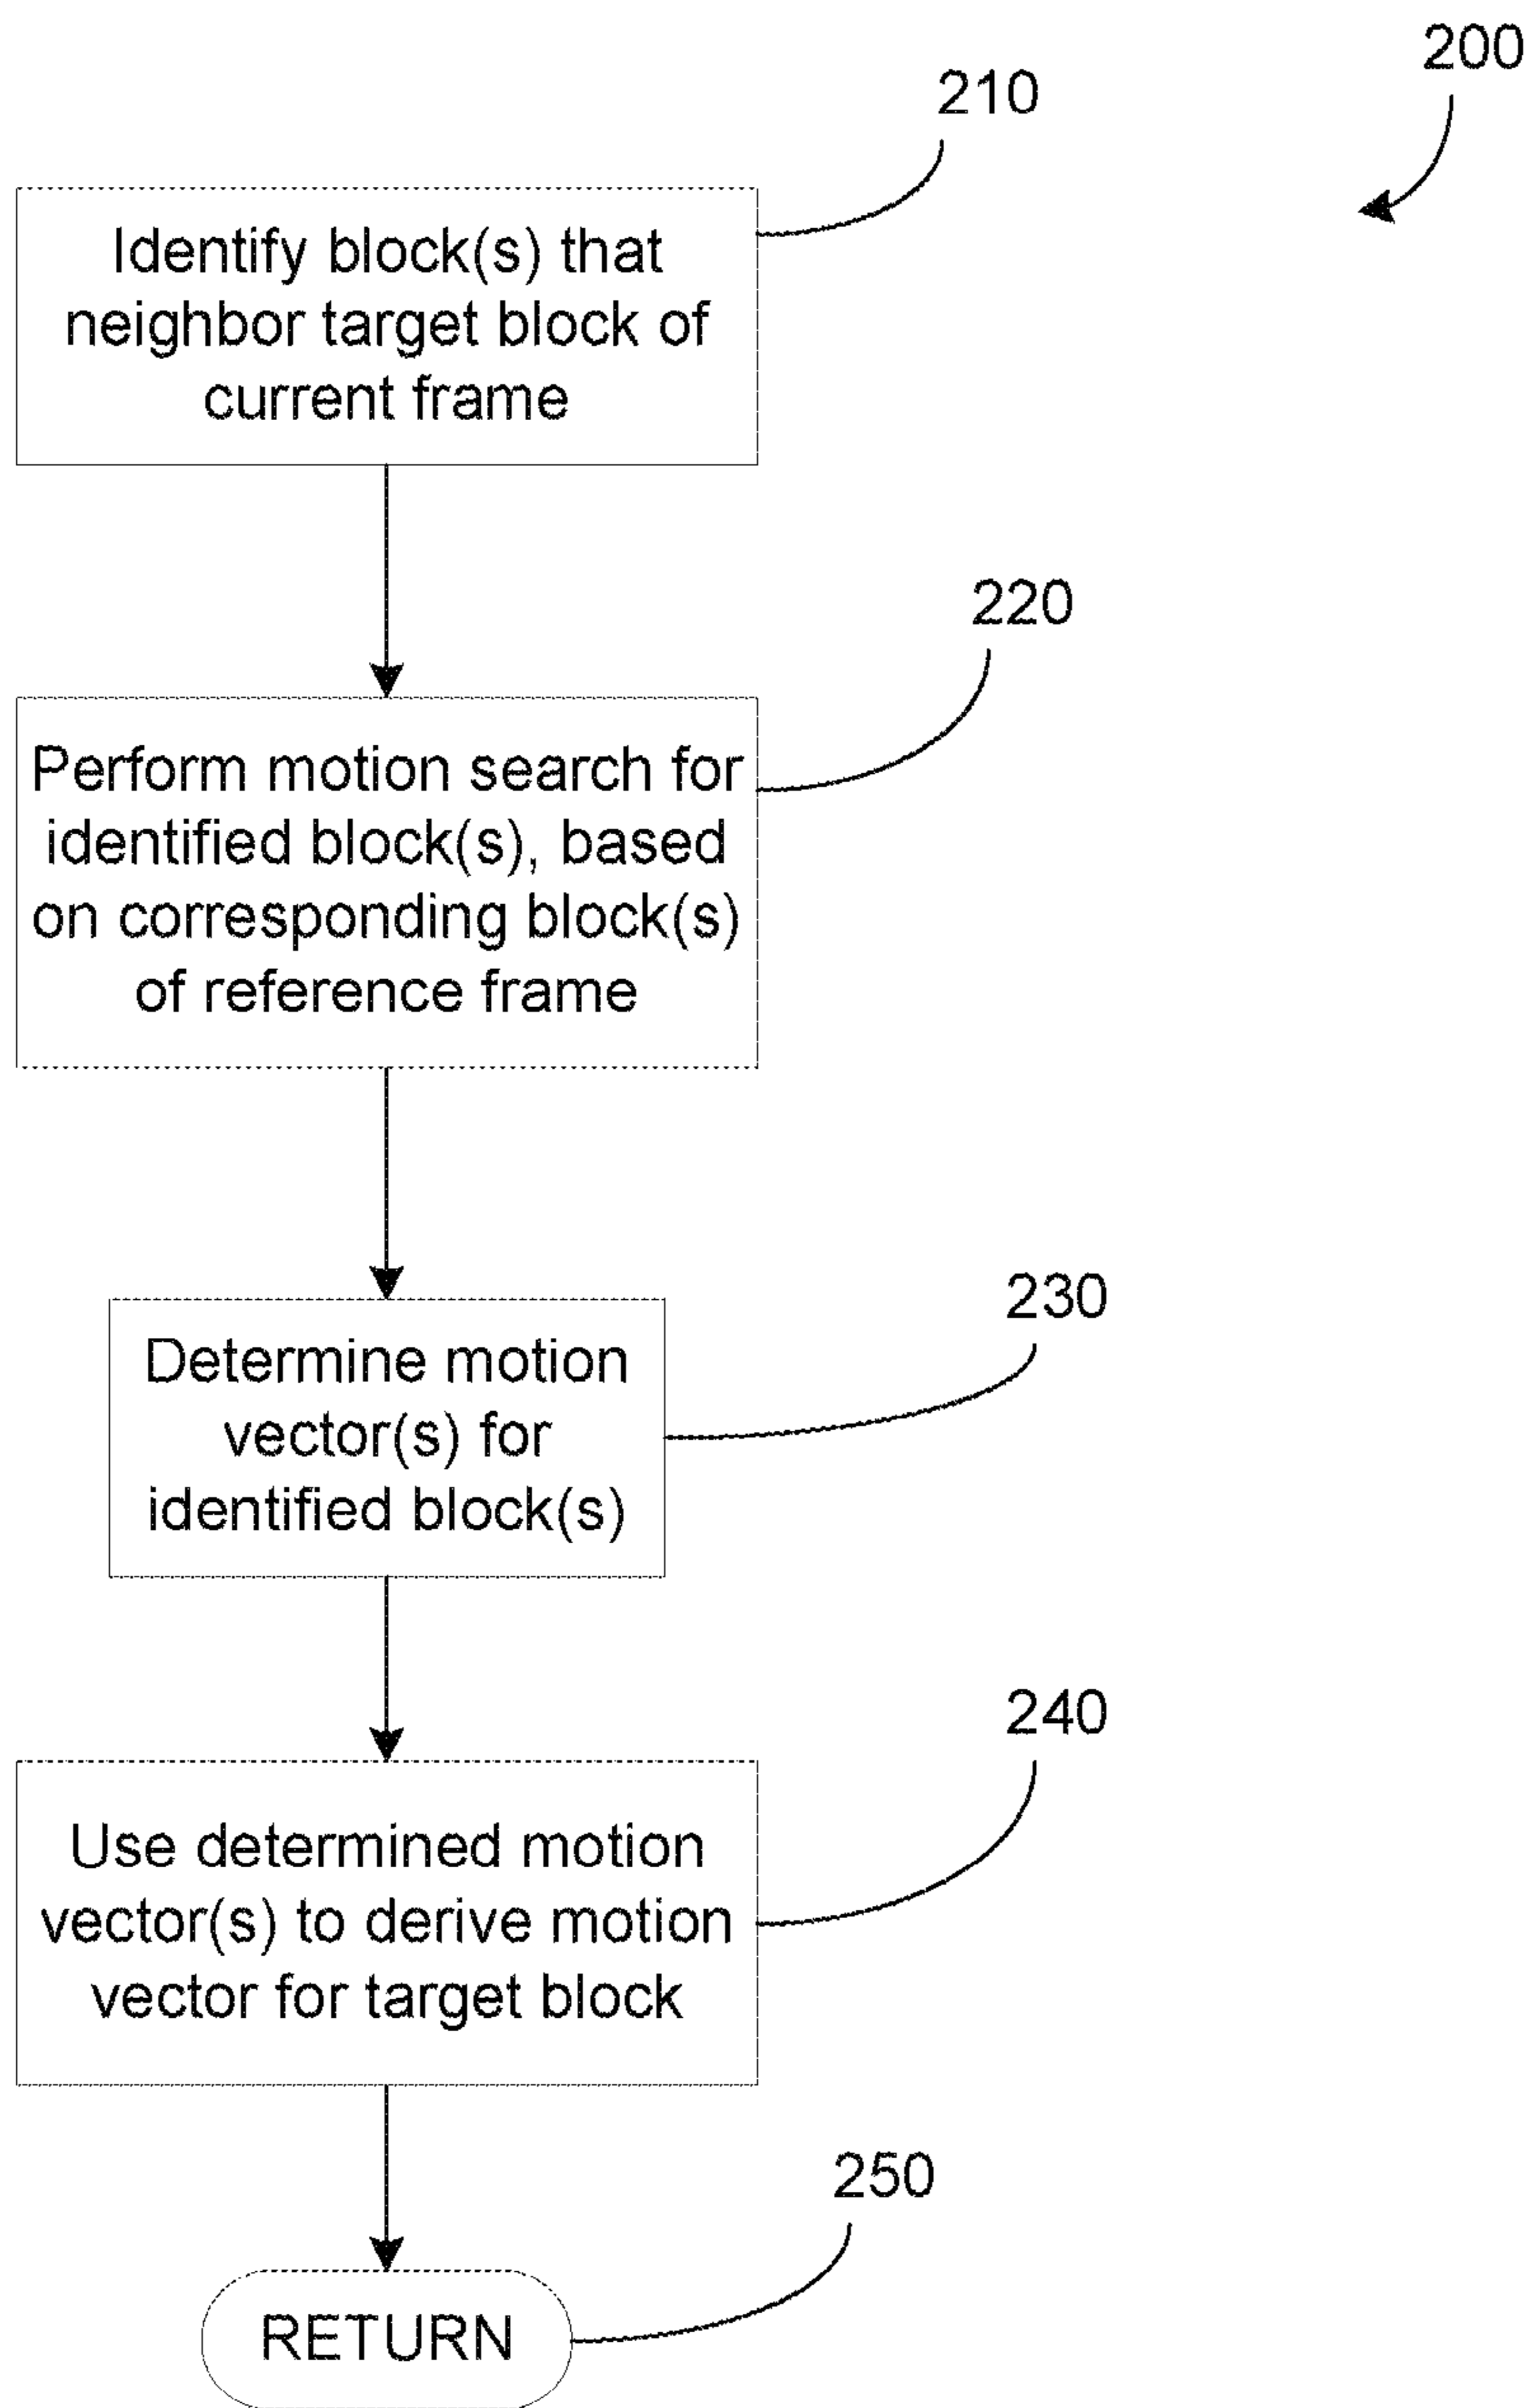 200
210
Identify block(s) that
neighbor target block of
current frame
220
Perform motion search for
identified block(s), based
on corresponding block(s)
of reference frame
230
Determine motion
vector(s) for
identified block(s)
240
Use determined motion
vector(s) to derive motion
vector for target block
250
RETURN